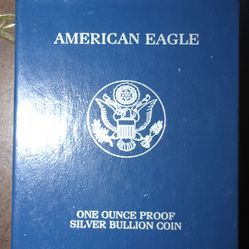 AMERICAN EAGLE
ONE OUNCE PROOF
SILVER BULLION COIN